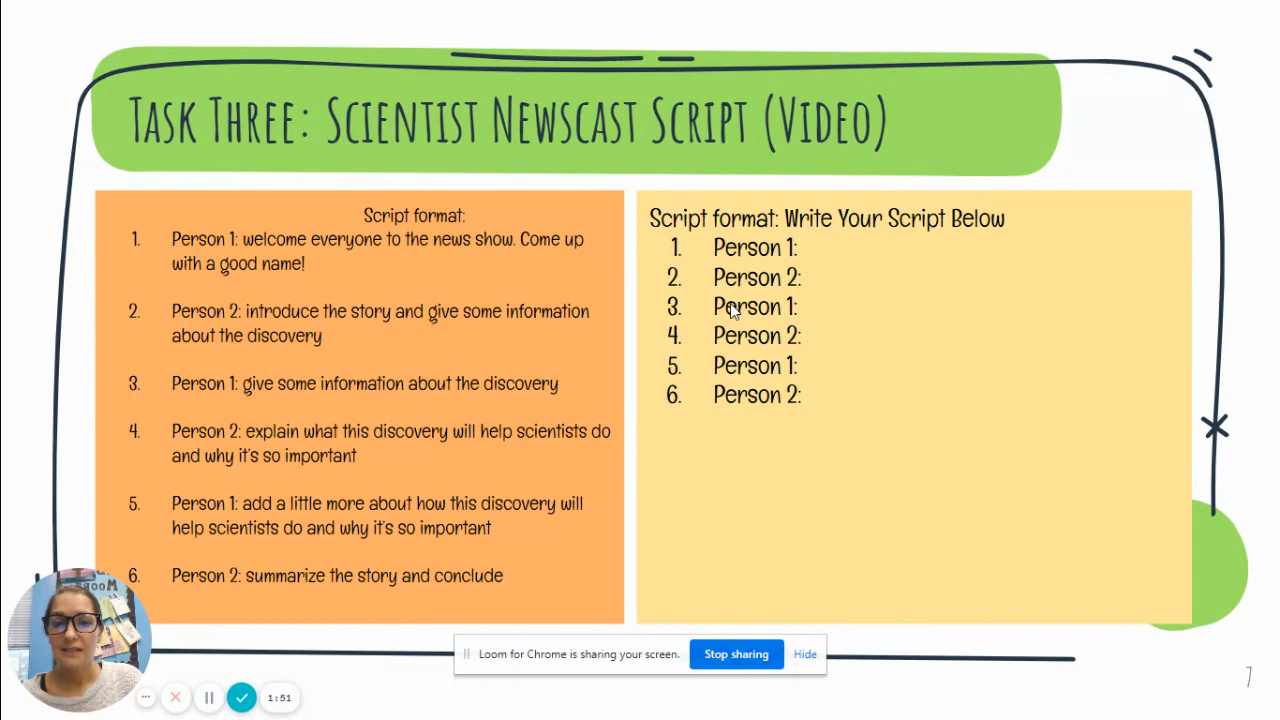 Task Three: Scientist Newscast Script (Video)
Script format:
1. Person 1: welcome everyone to the news show. Come up
with a good name!
2. Person 2: introduce the story and give some information
about the discovery
3. Person 1: give some information about the discovery
4. Person 2: explain what this discovery will help scientists do
and why it's so important
5. Person 1: add a little more about how this discovery will
help scientists do and why it's so important
6. Person 2: summarize the story and conclude
Script format: Write Your Script Below
1. Person 1:
2. Person 2:
3. Person 1:
4. Person 2:
5. Person 1:
6. Person 2:
Loom for Chrome is sharing your screen.
Stop sharing
Hide
1:51
7